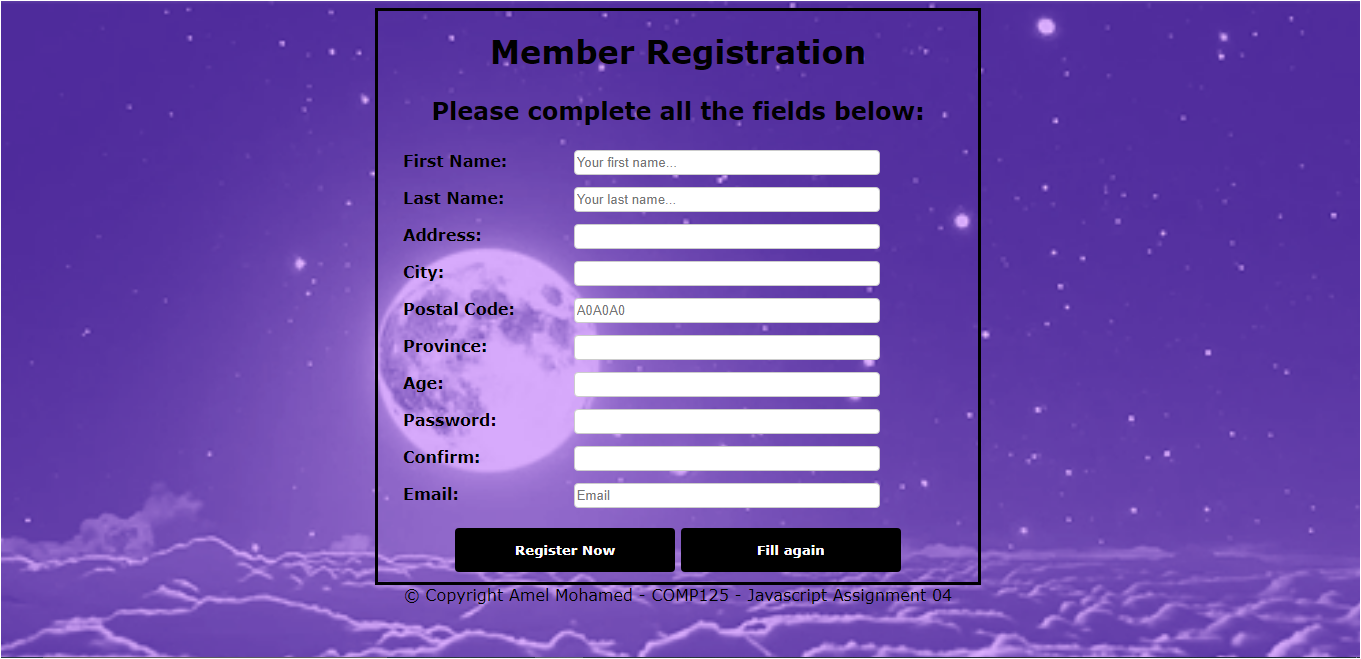 Member Registration
Please complete all the fields below:
First Name: Your first name...
Last Name: Your last name...
Address:
City:
Postal Code: A0A0A0
Province:
Age:
Password:
Confirm:
Email: Email
Register Now Fill again
© Copyright Amel Mohamed - COMP125 - Javascript Assignment 04